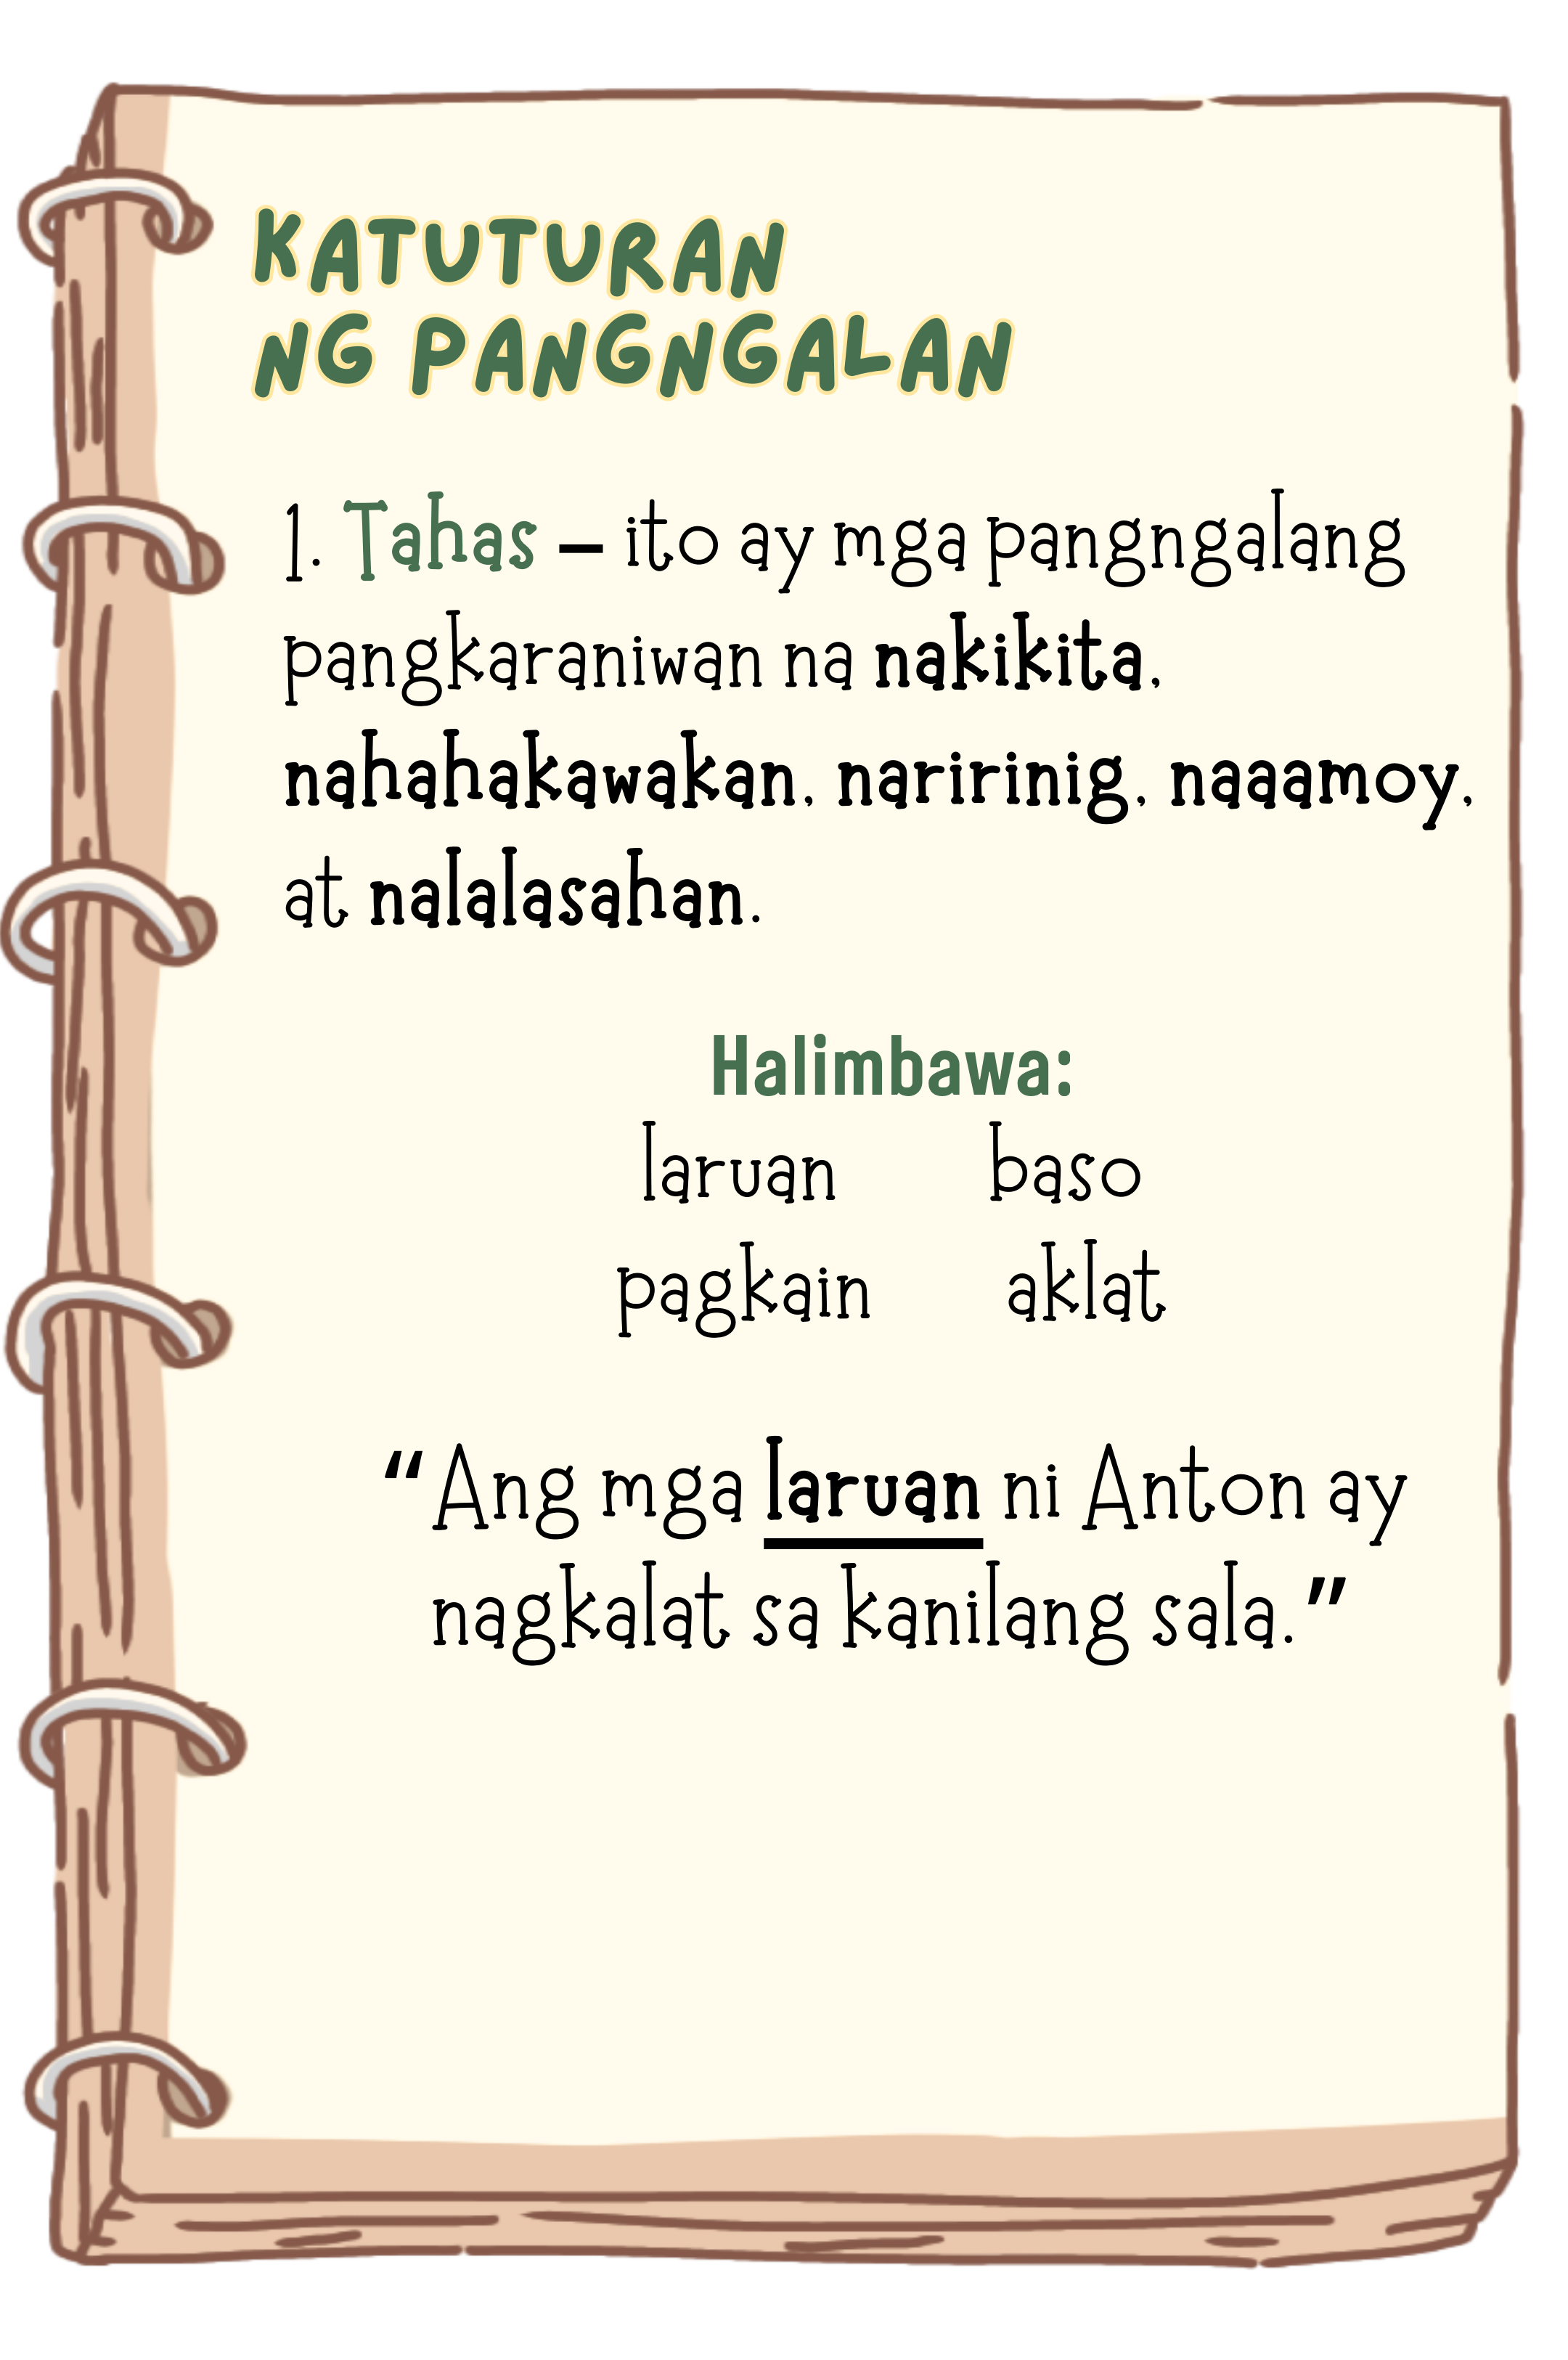 KATUTURAN
NG PANGNGALAN
1. Tahas – ito ay mga pangngalang
pangkaraniwan na nakikita,
nahahakawakan, naririnig, naaamoy,
at nalalasahan.
Halimbawa:
laruan baso
pagkain aklat
“Ang mga laruan ni Anton ay
nagkalat sa kanilang sala.”